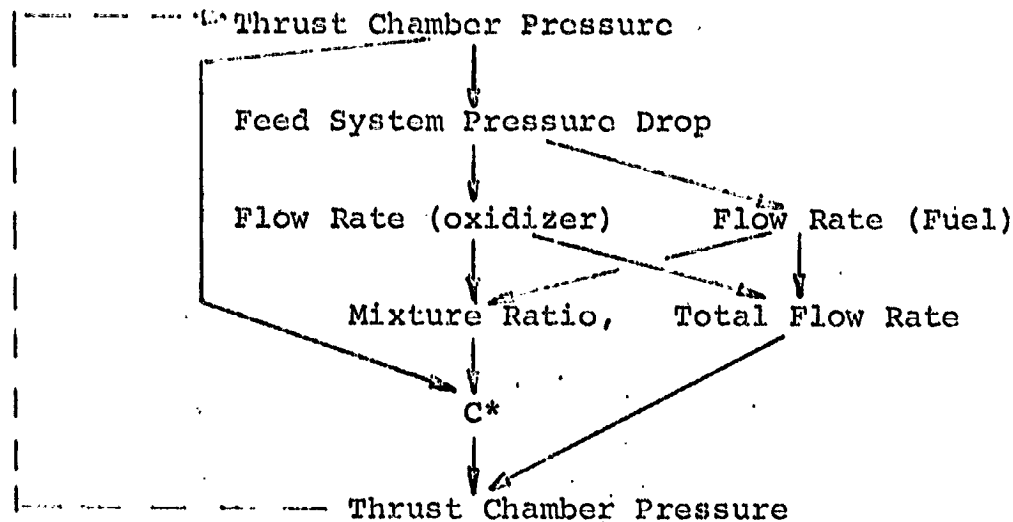 Thrust Chamber Pressure
Feed System Pressure Drop
Flow Rate (oxidizer) Flow Rate (Fuel)
Mixture Ratio, Total Flow Rate
C*
Thrust Chamber Pressure